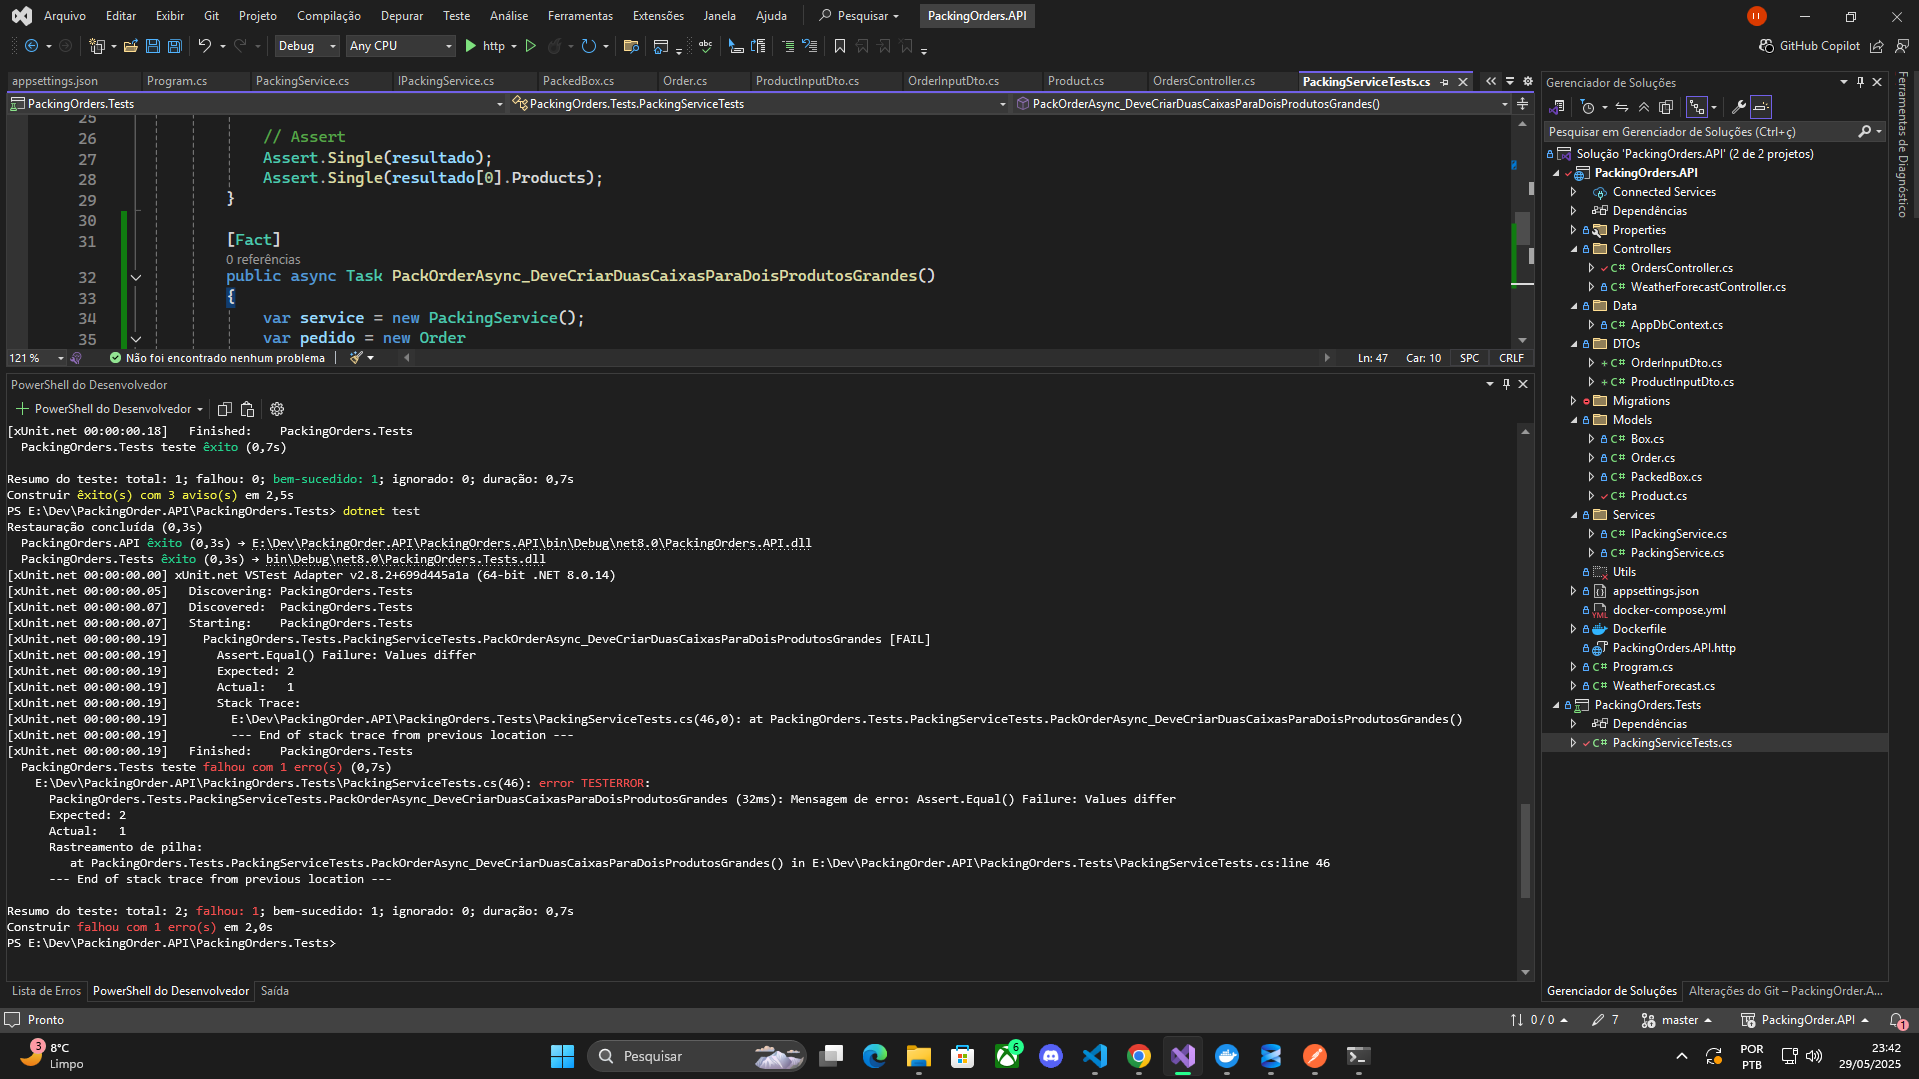 Arquivo Editar Exibir Git Projeto Compilação Depurar Teste Análise Ferramentas Extensões Janela Ajuda Pesquisar PackingOrders.API
Debug Any CPU http GitHub Copilot
appsettings.json Program.cs PackingService.cs IPackingService.cs PackedBox.cs Order.cs ProductInputDto.cs OrderInputDto.cs Product.cs OrdersController.cs PackingServiceTests.cs
PackingOrders.Tests PackingOrders.Tests.PackingServiceTests PackOrderAsync_DeveCriarDuasCaixasParaDoisProdutosGrandes()
25
26 // Assert
27 Assert.Single(resultado);
28 Assert.Single(resultado[0].Products);
29 }
30
31 [Fact]
0 referências
32 public async Task PackOrderAsync_DeveCriarDuasCaixasParaDoisProdutosGrandes()
33 {
34 var service = new PackingService();
35 var pedido = new Order
121 % Não foi encontrado nenhum problema Ln: 47 Car: 10 SPC CRLF
PowerShell do Desenvolvedor
PowerShell do Desenvolvedor
[xUnit.net 00:00:00.18] Finished: PackingOrders.Tests
PackingOrders.Tests teste êxito (0,7s)
Resumo do teste: total: 1; falhou: 0; bem-sucedido: 1; ignorado: 0; duração: 0,7s
Construir êxito(s) com 3 aviso(s) em 2,5s
PS E:\Dev\PackingOrder.API\PackingOrders.Tests> dotnet test
Restauração concluída (0,3s)
PackingOrders.API êxito (0,3s) → E:\Dev\PackingOrder.API\PackingOrders.API\bin\Debug\net8.0\PackingOrders.API.dll
PackingOrders.Tests êxito (0,3s) → bin\Debug\net8.0\PackingOrders.Tests.dll
[xUnit.net 00:00:00.00] xUnit.net VSTest Adapter v2.8.2+699d445a1a (64-bit .NET 8.0.14)
[xUnit.net 00:00:00.05] Discovering: PackingOrders.Tests
[xUnit.net 00:00:00.07] Discovered: PackingOrders.Tests
[xUnit.net 00:00:00.07] Starting: PackingOrders.Tests
[xUnit.net 00:00:00.19] PackingOrders.Tests.PackingServiceTests.PackOrderAsync_DeveCriarDuasCaixasParaDoisProdutosGrandes [FAIL]
[xUnit.net 00:00:00.19] Assert.Equal() Failure: Values differ
[xUnit.net 00:00:00.19] Expected: 2
[xUnit.net 00:00:00.19] Actual: 1
[xUnit.net 00:00:00.19] Stack Trace:
[xUnit.net 00:00:00.19] E:\Dev\PackingOrder.API\PackingOrders.Tests\PackingServiceTests.cs(46,0): at PackingOrders.Tests.PackingServiceTests.PackOrderAsync_DeveCriarDuasCaixasParaDoisProdutosGrandes()
[xUnit.net 00:00:00.19] --- End of stack trace from previous location ---
[xUnit.net 00:00:00.19] Finished: PackingOrders.Tests
PackingOrders.Tests teste falhou com 1 erro(s) (0,7s)
E:\Dev\PackingOrder.API\PackingOrders.Tests\PackingServiceTests.cs(46): error TESTERROR:
PackingOrders.Tests.PackingServiceTests.PackOrderAsync_DeveCriarDuasCaixasParaDoisProdutosGrandes (32ms): Mensagem de erro: Assert.Equal() Failure: Values differ
Expected: 2
Actual: 1
Rastreamento de pilha:
at PackingOrders.Tests.PackingServiceTests.PackOrderAsync_DeveCriarDuasCaixasParaDoisProdutosGrandes() in E:\Dev\PackingOrder.API\PackingOrders.Tests\PackingServiceTests.cs:line 46
--- End of stack trace from previous location ---
Resumo do teste: total: 2; falhou: 1; bem-sucedido: 1; ignorado: 0; duração: 0,7s
Construir falhou com 1 erro(s) em 2,0s
PS E:\Dev\PackingOrder.API\PackingOrders.Tests>
Lista de Erros PowerShell do Desenvolvedor Saída
Gerenciador de Soluções
Pesquisar em Gerenciador de Soluções (Ctrl+ç)
Solução 'PackingOrders.API' (2 de 2 projetos)
PackingOrders.API
Connected Services
Dependências
Properties
Controllers
C# OrdersController.cs
C# WeatherForecastController.cs
Data
C# AppDbContext.cs
DTOs
+ C# OrderInputDto.cs
+ C# ProductInputDto.cs
Migrations
Models
C# Box.cs
C# Order.cs
C# PackedBox.cs
C# Product.cs
Services
C# IPackingService.cs
C# PackingService.cs
Utils
appsettings.json
YML docker-compose.yml
Dockerfile
PackingOrders.API.http
C# Program.cs
C# WeatherForecast.cs
PackingOrders.Tests
Dependências
C# PackingServiceTests.cs
Gerenciador de Soluções Alterações do Git – PackingOrder.A...
Ferramentas de Diagnóstico
Pronto 0 / 0 7 master PackingOrder.API 1
3 8°C
Limpo
Pesquisar
6
POR
PTB
23:42
29/05/2025